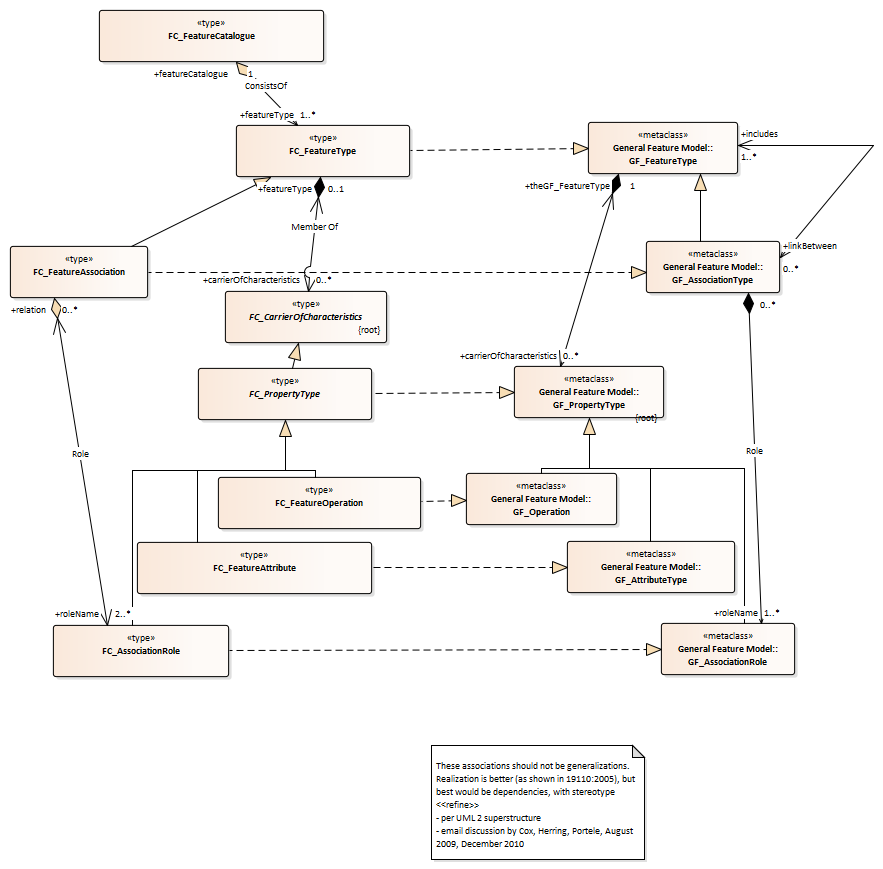 «type»
FC_FeatureCatalogue
+featureCatalogue 1
ConsistsOf
+featureType 1..*
«type»
FC_FeatureType
«metaclass»
General Feature Model::
GF_FeatureType
+includes
1..*
+featureType 0..1
+theGF_FeatureType 1
Member Of
«type»
FC_FeatureAssociation
«metaclass»
General Feature Model::
GF_AssociationType
+linkBetween
0..*
+carrierOfCharacteristics 0..*
+relation 0..*
0..*
«type»
FC_CarrierOfCharacteristics
{root}
+carrierOfCharacteristics 0..*
«type»
FC_PropertyType
«metaclass»
General Feature Model::
GF_PropertyType
{root}
Role
Role
«type»
FC_FeatureOperation
«metaclass»
General Feature Model::
GF_Operation
«type»
FC_FeatureAttribute
«metaclass»
General Feature Model::
GF_AttributeType
+roleName 2..*
+roleName 1..*
«type»
FC_AssociationRole
«metaclass»
General Feature Model::
GF_AssociationRole
These associations should not be generalizations.
Realization is better (as shown in 19110:2005), but
best would be dependencies, with stereotype
<<refine>>
- per UML 2 superstructure
- email discussion by Cox, Herring, Portele, August
2009, December 2010